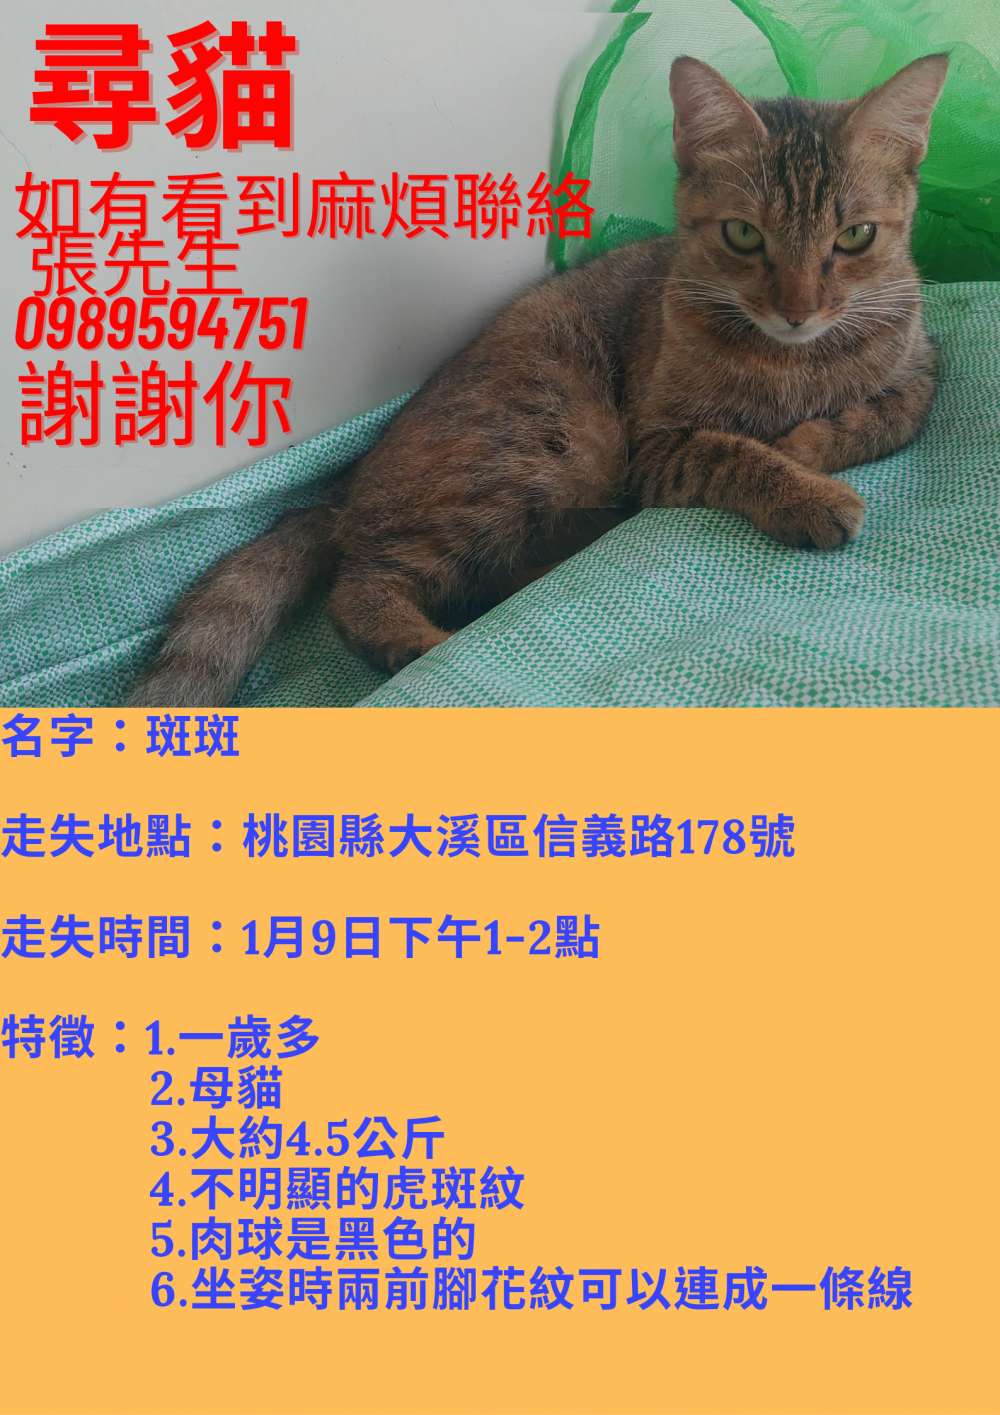 尋貓
如有看到麻煩聯絡
張先生
0989594751
謝謝你
名字：斑斑
走失地點：桃園縣大溪區信義路178號
走失時間：1月9日下午1-2點
特徵：1.一歲多
2.母貓
3.大約4.5公斤
4.不明顯的虎斑紋
5.肉球是黑色的
6.坐姿時兩前腳花紋可以連成一條線